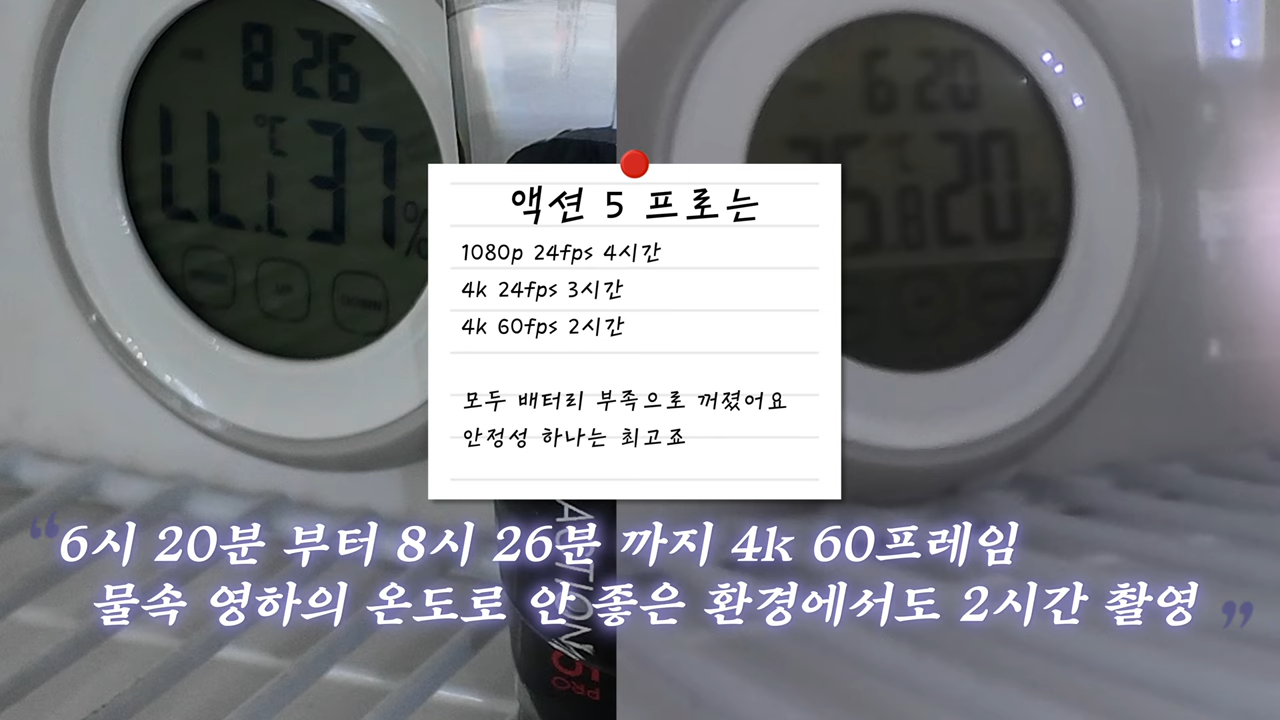 8 26
37
%
6 20
20
액션 5 프로는
1080p 24fps 4시간
4k 24fps 3시간
4k 60fps 2시간
모두 배터리 부족으로 꺼졌어요
안정성 하나는 최고죠
“6시 20분 부터 8시 26분 까지 4k 60프레임
물속 영하의 온도로 안 좋은 환경에서도 2시간 촬영”
ACTION
5
PRO